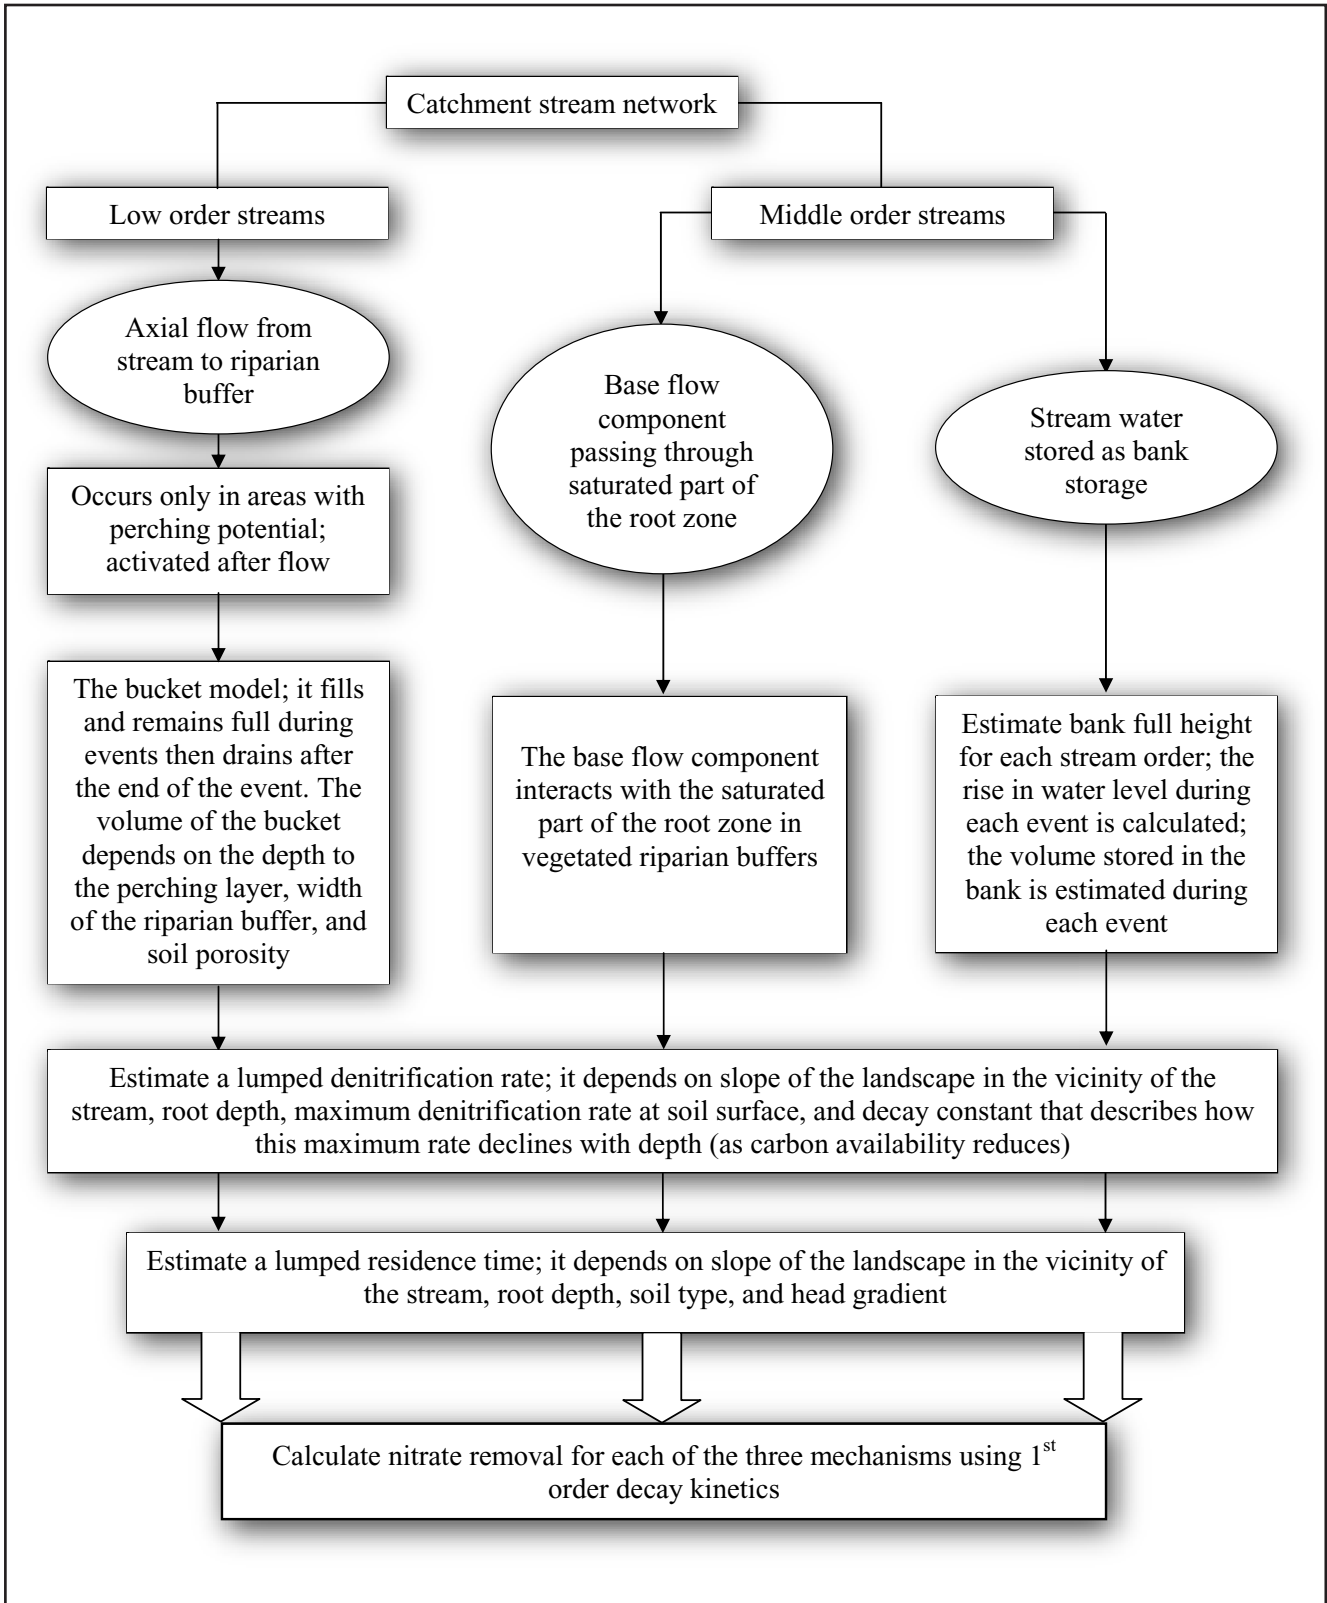 Catchment stream network
Low order streams
Middle order streams
Axial flow from
stream to riparian
buffer
Base flow
component
passing through
saturated part of
the root zone
Stream water
stored as bank
storage
Occurs only in areas with
perching potential;
activated after flow
The bucket model; it fills
and remains full during
events then drains after
the end of the event. The
volume of the bucket
depends on the depth to
the perching layer, width
of the riparian buffer, and
soil porosity
The base flow component
interacts with the saturated
part of the root zone in
vegetated riparian buffers
Estimate bank full height
for each stream order; the
rise in water level during
each event is calculated;
the volume stored in the
bank is estimated during
each event
Estimate a lumped denitrification rate; it depends on slope of the landscape in the vicinity of the
stream, root depth, maximum denitrification rate at soil surface, and decay constant that describes how
this maximum rate declines with depth (as carbon availability reduces)
Estimate a lumped residence time; it depends on slope of the landscape in the vicinity of
the stream, root depth, soil type, and head gradient
Calculate nitrate removal for each of the three mechanisms using 1st
order decay kinetics